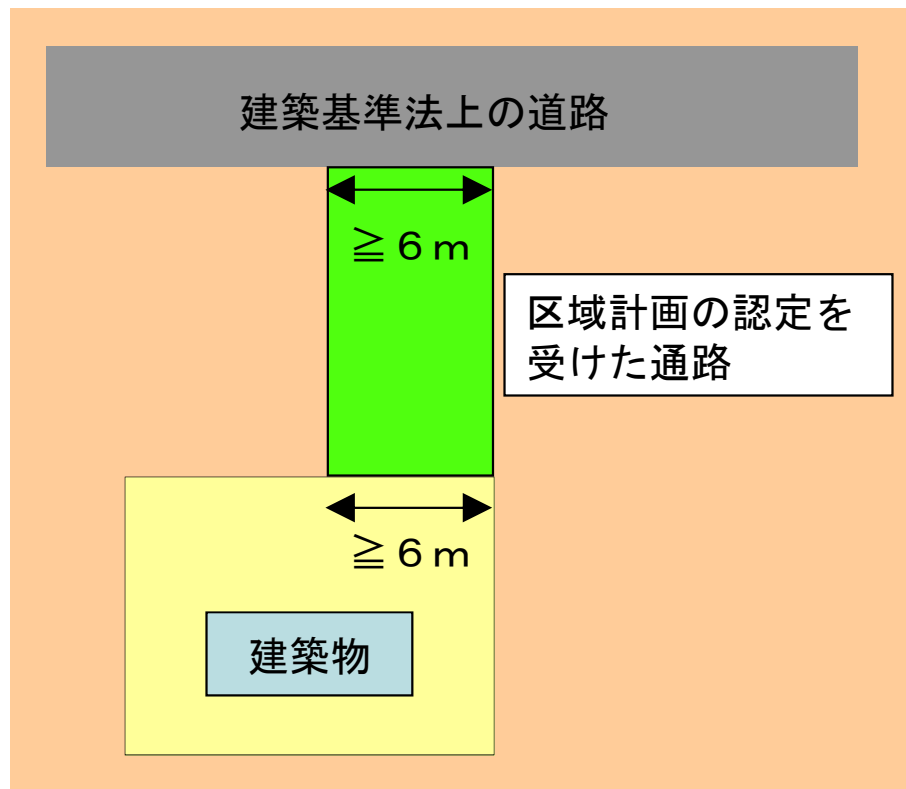 建築基準法上の道路
≧６ｍ
区域計画の認定を
受けた通路
≧６ｍ
建築物